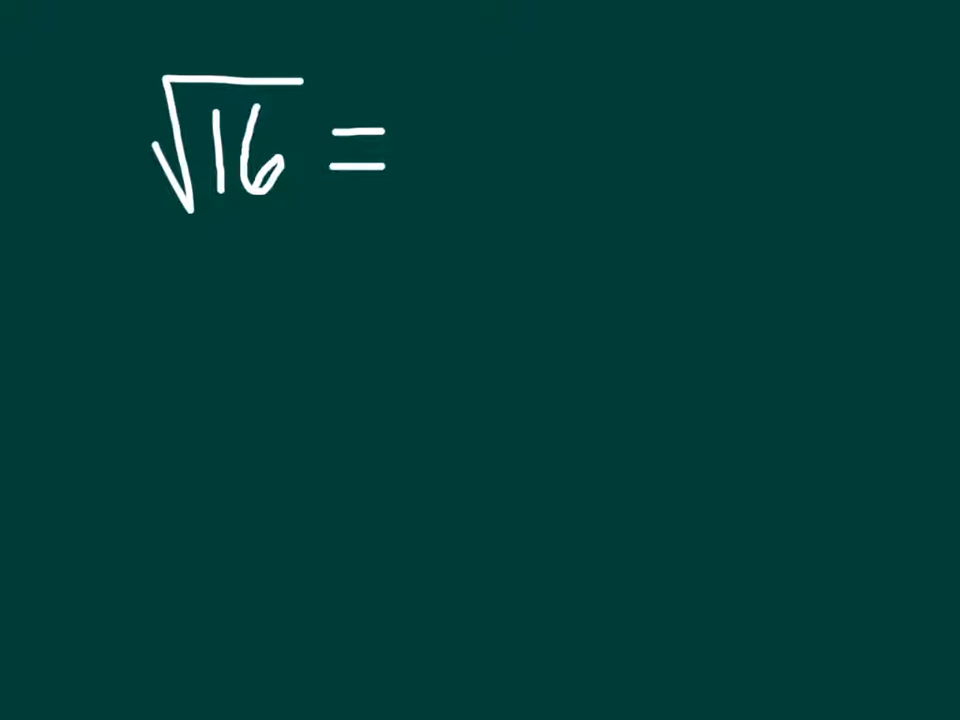 √16 =